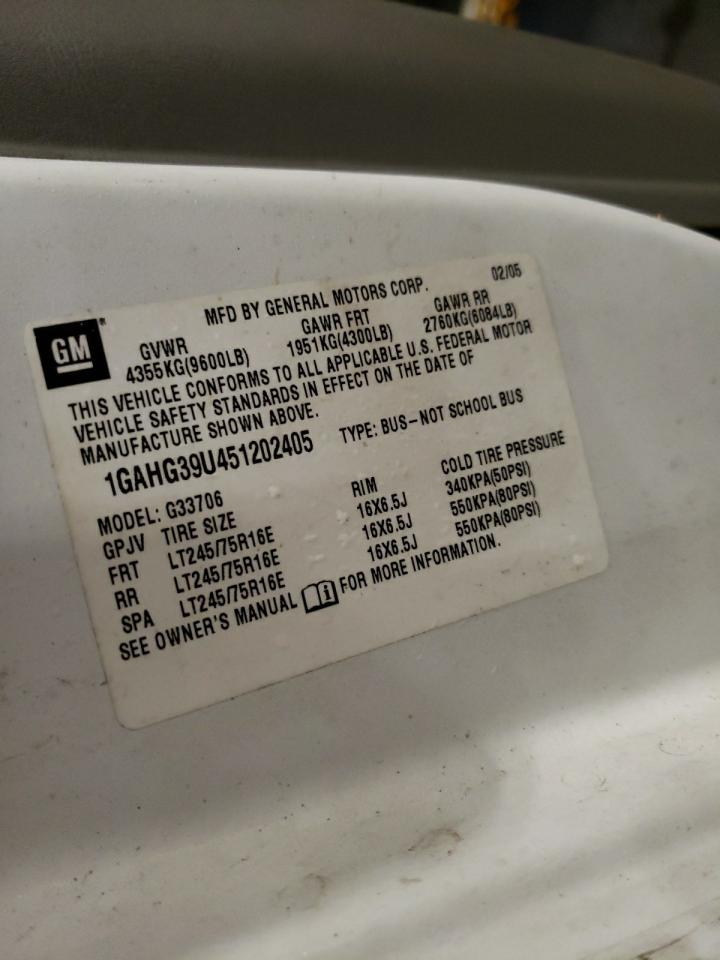 MFD BY GENERAL MOTORS CORP. 02/05
GM
®
GVWR GAWR FRT GAWR RR
4355KG(9600LB) 1951KG(4300LB) 2760KG(6084LB)
THIS VEHICLE CONFORMS TO ALL APPLICABLE U.S. FEDERAL MOTOR
VEHICLE SAFETY STANDARDS IN EFFECT ON THE DATE OF
MANUFACTURE SHOWN ABOVE.
1GAHG39U451202405 TYPE: BUS-NOT SCHOOL BUS
MODEL: G33706
GPJV TIRE SIZE RIM COLD TIRE PRESSURE
FRT LT245/75R16E 16X6.5J 340KPA(50PSI)
RR LT245/75R16E 16X6.5J 550KPA(80PSI)
SPA LT245/75R16E 16X6.5J 550KPA(80PSI)
SEE OWNER'S MANUAL i FOR MORE INFORMATION.